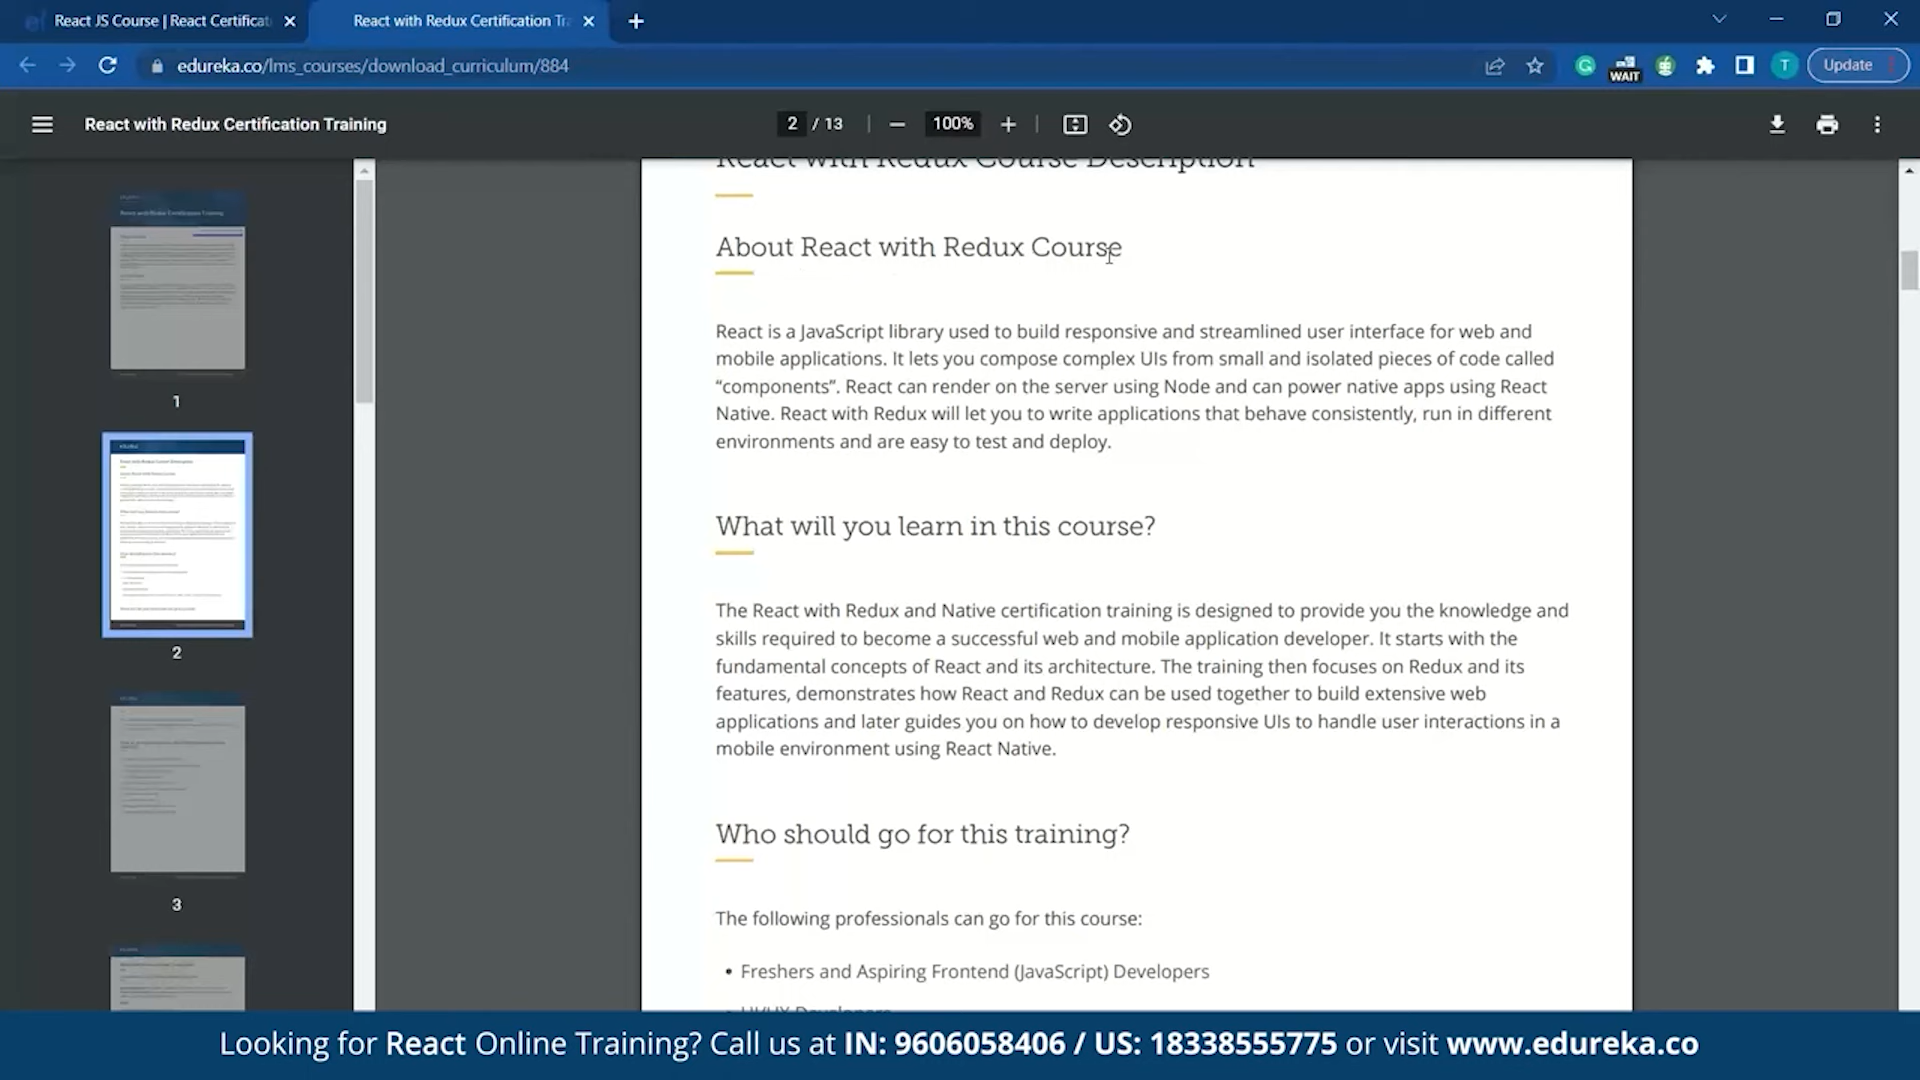 React JS Course | React Certificat
React with Redux Certification Tr
edureka.co/lms_courses/download_curriculum/884
WAIT
T
Update
React with Redux Certification Training
2 / 13
100%
React with Redux Course Description
About React with Redux Course
React is a JavaScript library used to build responsive and streamlined user interface for web and
mobile applications. It lets you compose complex UIs from small and isolated pieces of code called
“components”. React can render on the server using Node and can power native apps using React
Native. React with Redux will let you to write applications that behave consistently, run in different
environments and are easy to test and deploy.
What will you learn in this course?
The React with Redux and Native certification training is designed to provide you the knowledge and
skills required to become a successful web and mobile application developer. It starts with the
fundamental concepts of React and its architecture. The training then focuses on Redux and its
features, demonstrates how React and Redux can be used together to build extensive web
applications and later guides you on how to develop responsive UIs to handle user interactions in a
mobile environment using React Native.
Who should go for this training?
The following professionals can go for this course:
• Freshers and Aspiring Frontend (JavaScript) Developers
• UI/UX Developers
1
2
3
Looking for React Online Training? Call us at IN: 9606058406 / US: 18338555775 or visit www.edureka.co